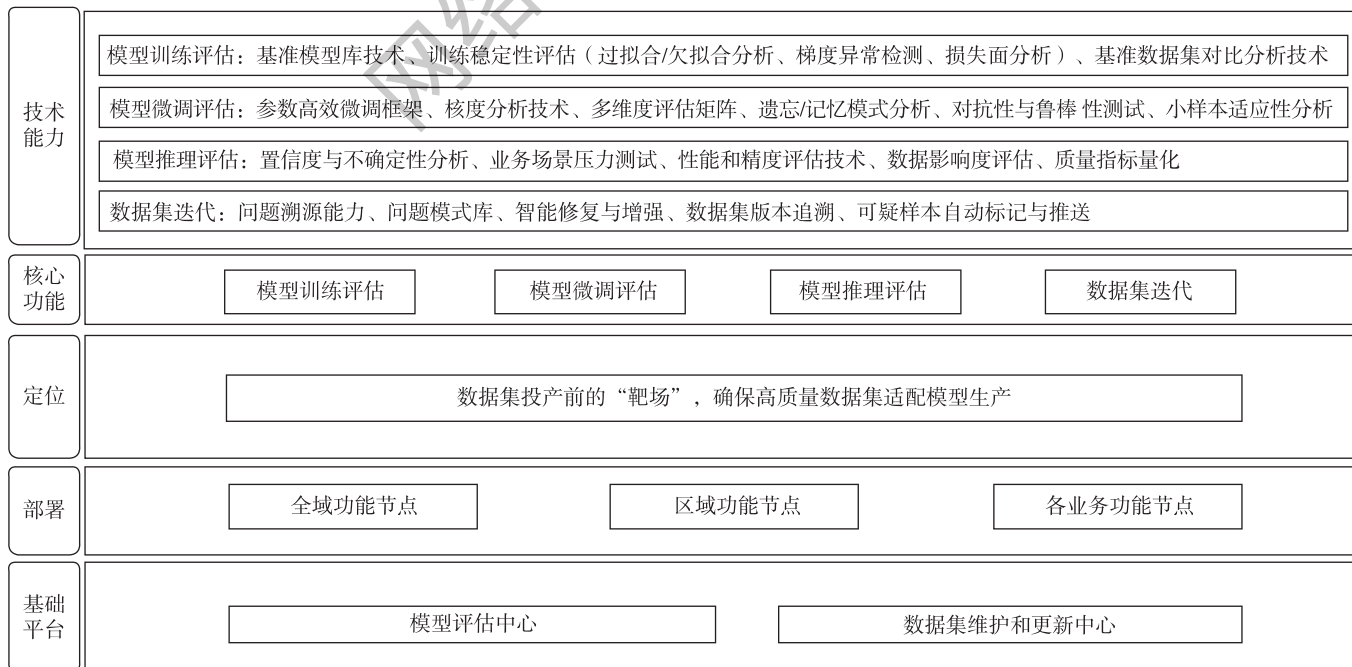 网络
技术
能力
模型训练评估：基准模型库技术、训练稳定性评估（过拟合/欠拟合分析、梯度异常检测、损失面分析）、基准数据集对比分析技术
模型微调评估：参数高效微调框架、核度分析技术、多维度评估矩阵、遗忘/记忆模式分析、对抗性与鲁棒 性测试、小样本适应性分析
模型推理评估：置信度与不确定性分析、业务场景压力测试、性能和精度评估技术、数据影响度评估、质量指标量化
数据集迭代：问题溯源能力、问题模式库、智能修复与增强、数据集版本追溯、可疑样本自动标记与推送
核心
功能
模型训练评估
模型微调评估
模型推理评估
数据集迭代
定位
数据集投产前的“靶场”，确保高质量数据集适配模型生产
部署
全域功能节点
区域功能节点
各业务功能节点
基础
平台
模型评估中心
数据集维护和更新中心